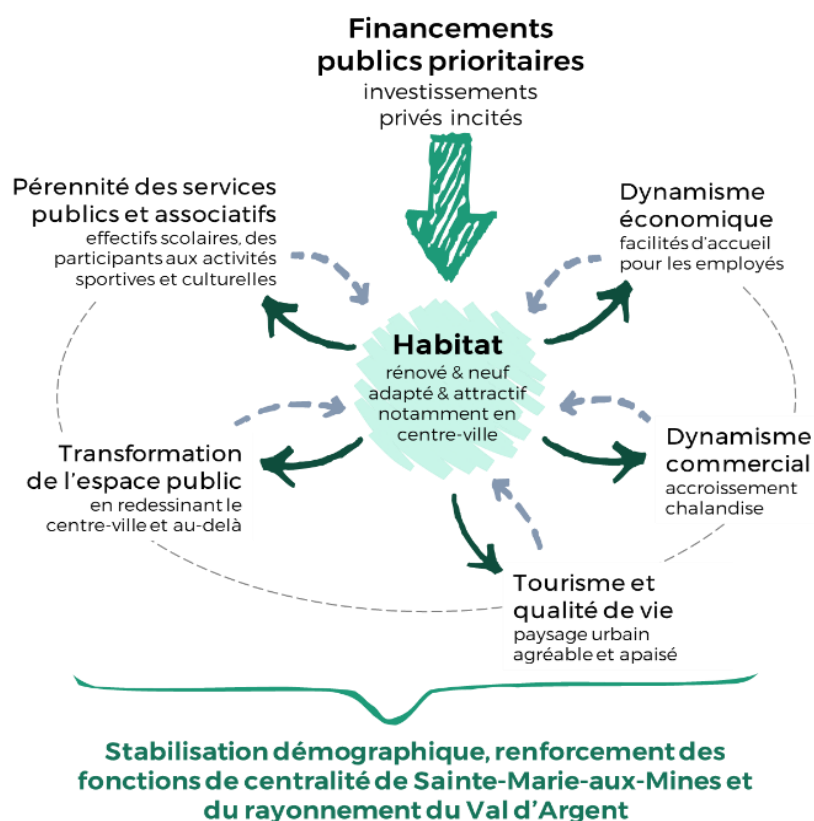 Financements
publics prioritaires
investissements
privés incités
Pérennité des services
publics et associatifs
effectifs scolaires, des
participants aux activités
sportives et culturelles
Dynamisme
économique
facilités d'accueil
pour les employés
Habitat
rénové & neuf
adapté & attractif
notamment en
centre-ville
Transformation
de l'espace public
en redessinant le
centre-ville et au-delà
Dynamisme
commercial
accroissement
chalandise
Tourisme et
qualité de vie
paysage urbain
agréable et apaisé
Stabilisation démographique, renforcement des
fonctions de centralité de Sainte-Marie-aux-Mines et
du rayonnement du Val d'Argent